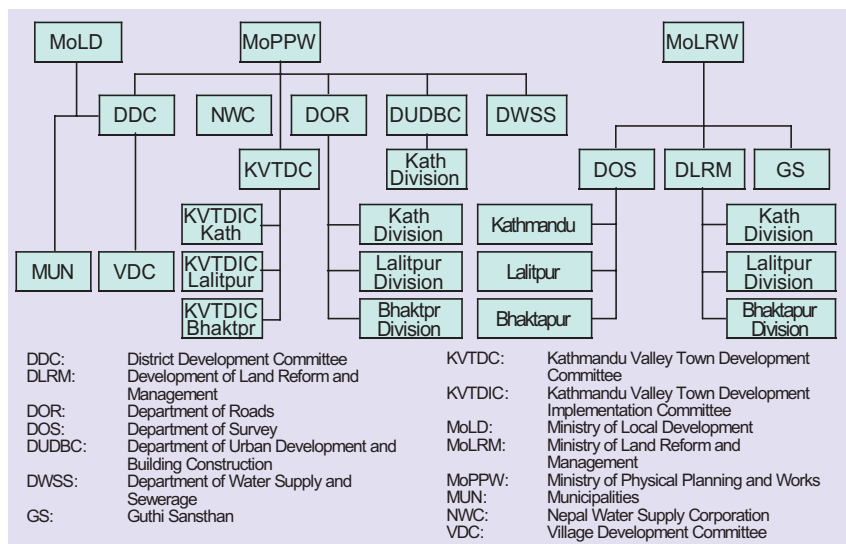 MoLD
MoPPW
MoLRW
DDC
NWC
DOR
DUDBC
DWSS
KVTDC
Kath
Division
DOS
DLRM
GS
KVTDIC
Kath
Kath
Division
Kathmandu
Kath
Division
MUN
VDC
KVTDIC
Lalitpur
Lalitpur
Division
Lalitpur
Lalitpur
Division
KVTDIC
Bhaktpr
Bhaktpr
Division
Bhaktapur
Bhaktapur
Division
DDC: District Development Committee
DLRM: Development of Land Reform and
Management
DOR: Department of Roads
DOS: Department of Survey
DUDBC: Department of Urban Development and
Building Construction
DWSS: Department of Water Supply and
Sewerage
GS: Guthi Sansthan
KVTDC: Kathmandu Valley Town Development
Committee
KVTDIC: Kathmandu Valley Town Development
Implementation Committee
MoLD: Ministry of Local Development
MoLRM: Ministry of Land Reform and
Management
MoPPW: Ministry of Physical Planning and Works
MUN: Municipalities
NWC: Nepal Water Supply Corporation
VDC: Village Development Committee